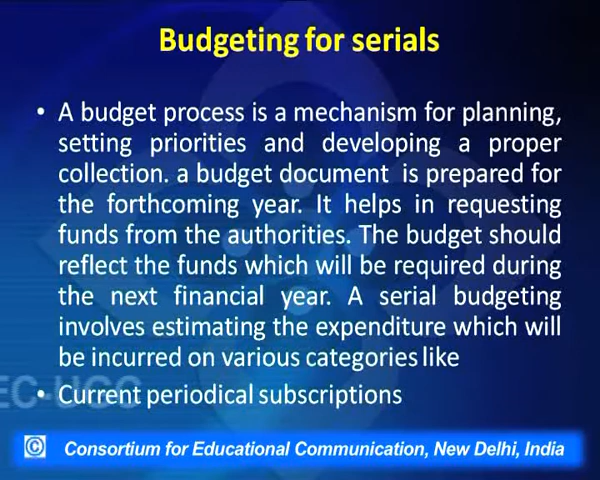 Budgeting for serials
• A budget process is a mechanism for planning,
setting priorities and developing a proper
collection. a budget document is prepared for
the forthcoming year. It helps in requesting
funds from the authorities. The budget should
reflect the funds which will be required during
the next financial year. A serial budgeting
involves estimating the expenditure which will
be incurred on various categories like
EC-UGC
• Current periodical subscriptions
© Consortium for Educational Communication, New Delhi, India